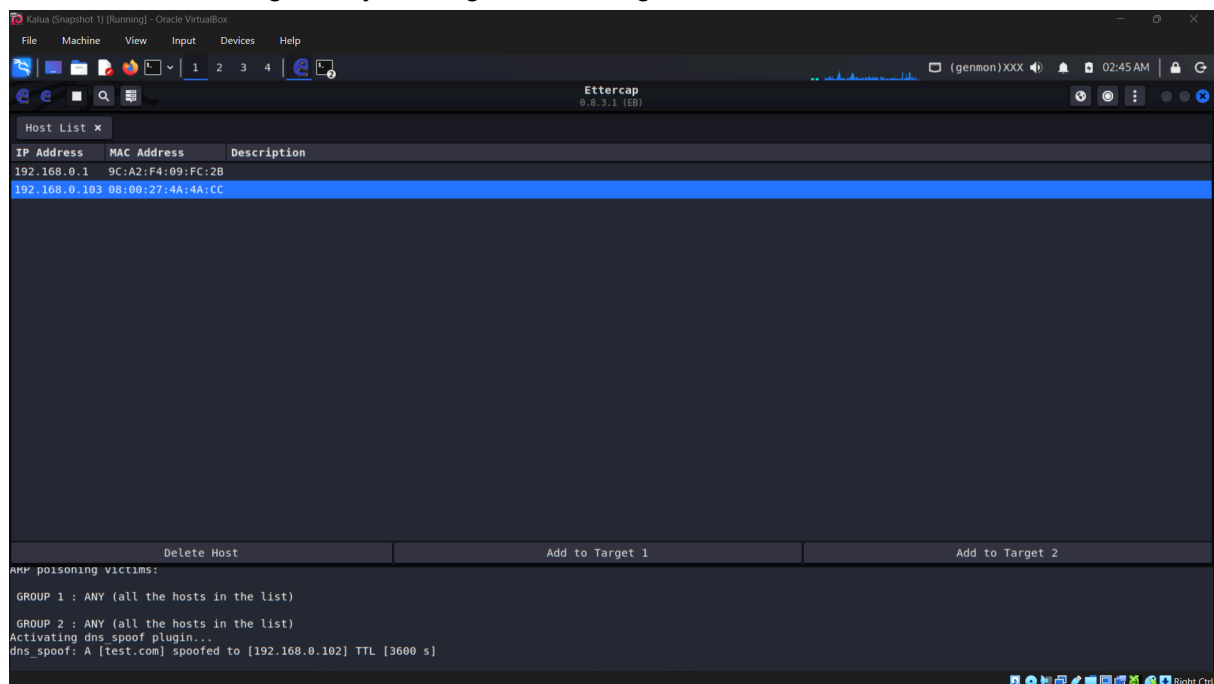 Kalua (Snapshot 1) [Running] - Oracle VirtualBox
File Machine View Input Devices Help
1 2 3 4 2 (genmon)XXX 02:45 AM
Ettercap
0.8.3.1 (EB)
Host List ×
IP Address MAC Address Description
192.168.0.1 9C:A2:F4:09:FC:2B
192.168.0.103 08:00:27:4A:4A:CC
Delete Host Add to Target 1 Add to Target 2
ARP poisoning victims:
GROUP 1 : ANY (all the hosts in the list)
GROUP 2 : ANY (all the hosts in the list)
Activating dns_spoof plugin...
dns_spoof: A [test.com] spoofed to [192.168.0.102] TTL [3600 s]
Right Ctrl